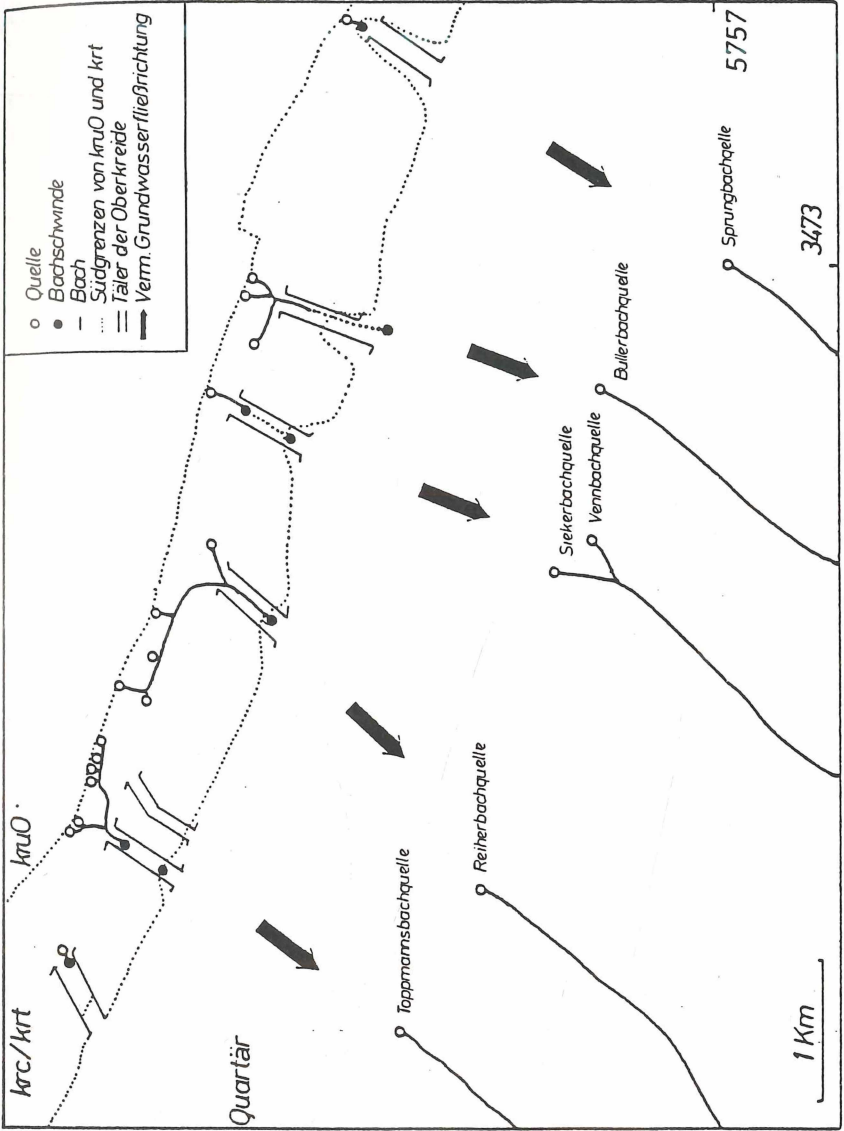 krc/krt
kruO
Quelle
Bachschwinde
Bach
Südgrenzen von kruO und krt
Täler der Oberkreide
Verm. Grundwasserfließrichtung
Quartär
Toppmannsbachquelle
Reiherbachquelle
Siekerbachquelle
Vennbachquelle
Bullerbachquelle
Sprungbachqelle
1 Km
3473
5757